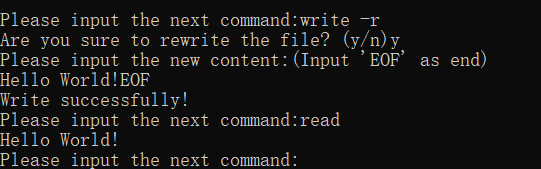 Please input the next command:write -r
Are you sure to rewrite the file? (y/n)y
Please input the new content:(Input 'EOF' as end)
Hello World!EOF
Write successfully!
Please input the next command:read
Hello World!
Please input the next command: